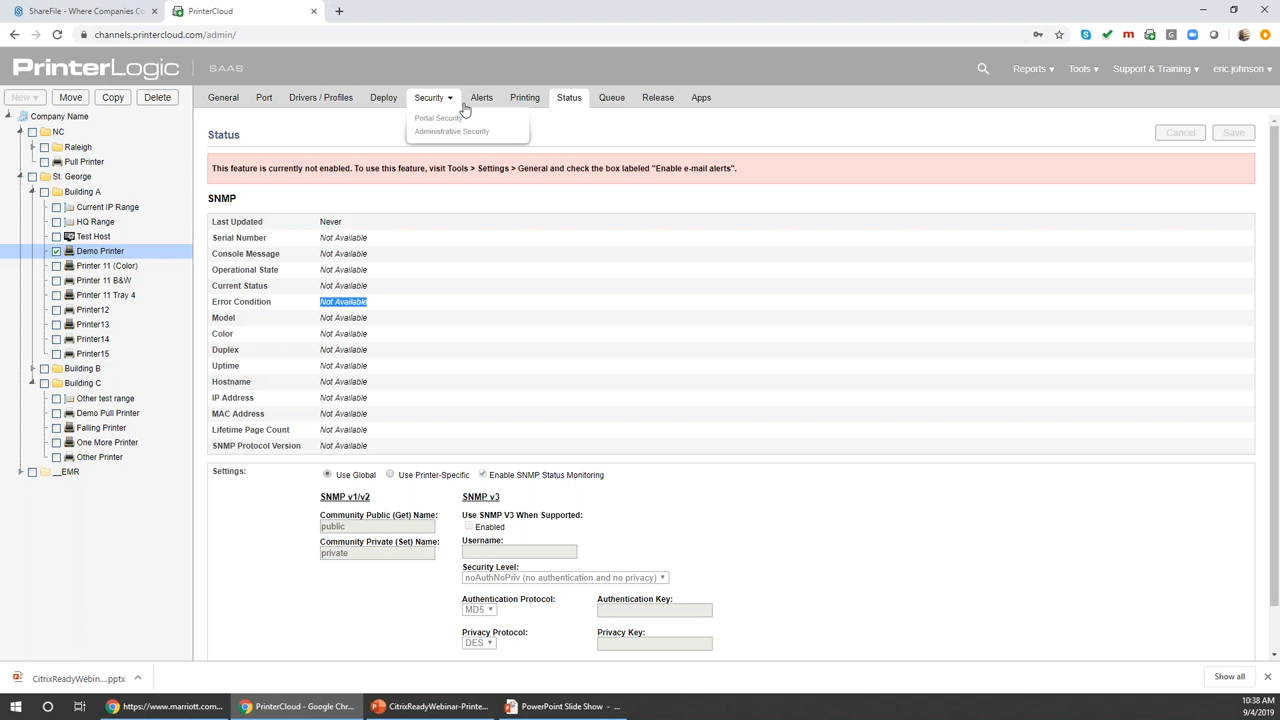 ShareFile - Where Companies Co
PrinterCloud
channels.printercloud.com/admin/
PrinterLogic SAAS
Reports
Tools
Support & Training
eric johnson
New
Move
Copy
Delete
General
Port
Drivers / Profiles
Deploy
Security
Alerts
Printing
Status
Queue
Release
Apps
Portal Security
Administrative Security
Company Name
NC
Raleigh
Pull Printer
St. George
Building A
Current IP Range
HQ Range
Test Host
Demo Printer
Printer 11 (Color)
Printer 11 B&W
Printer 11 Tray 4
Printer12
Printer13
Printer14
Printer15
Building B
Building C
Other test range
Demo Pull Printer
Falling Printer
One More Printer
Other Printer
__EMR
Status
Cancel
Save
This feature is currently not enabled. To use this feature, visit Tools > Settings > General and check the box labeled "Enable e-mail alerts".
SNMP
Last Updated Never
Serial Number Not Available
Console Message Not Available
Operational State Not Available
Current Status Not Available
Error Condition Not Available
Model Not Available
Color Not Available
Duplex Not Available
Uptime Not Available
Hostname Not Available
IP Address Not Available
MAC Address Not Available
Lifetime Page Count Not Available
SNMP Protocol Version Not Available
Settings: Use Global Use Printer-Specific Enable SNMP Status Monitoring
SNMP v1/v2
Community Public (Get) Name:
public
Community Private (Set) Name:
private
SNMP v3
Use SNMP V3 When Supported:
Enabled
Username:
Security Level:
noAuthNoPriv (no authentication and no privacy)
Authentication Protocol: Authentication Key:
MD5
Privacy Protocol: Privacy Key:
DES
CitrixReadyWebin....pptx
Show all
https://www.marriott.com...
PrinterCloud - Google Chr...
CitrixReadyWebinar-Printe...
PowerPoint Slide Show - ...
10:38 AM
9/4/2019